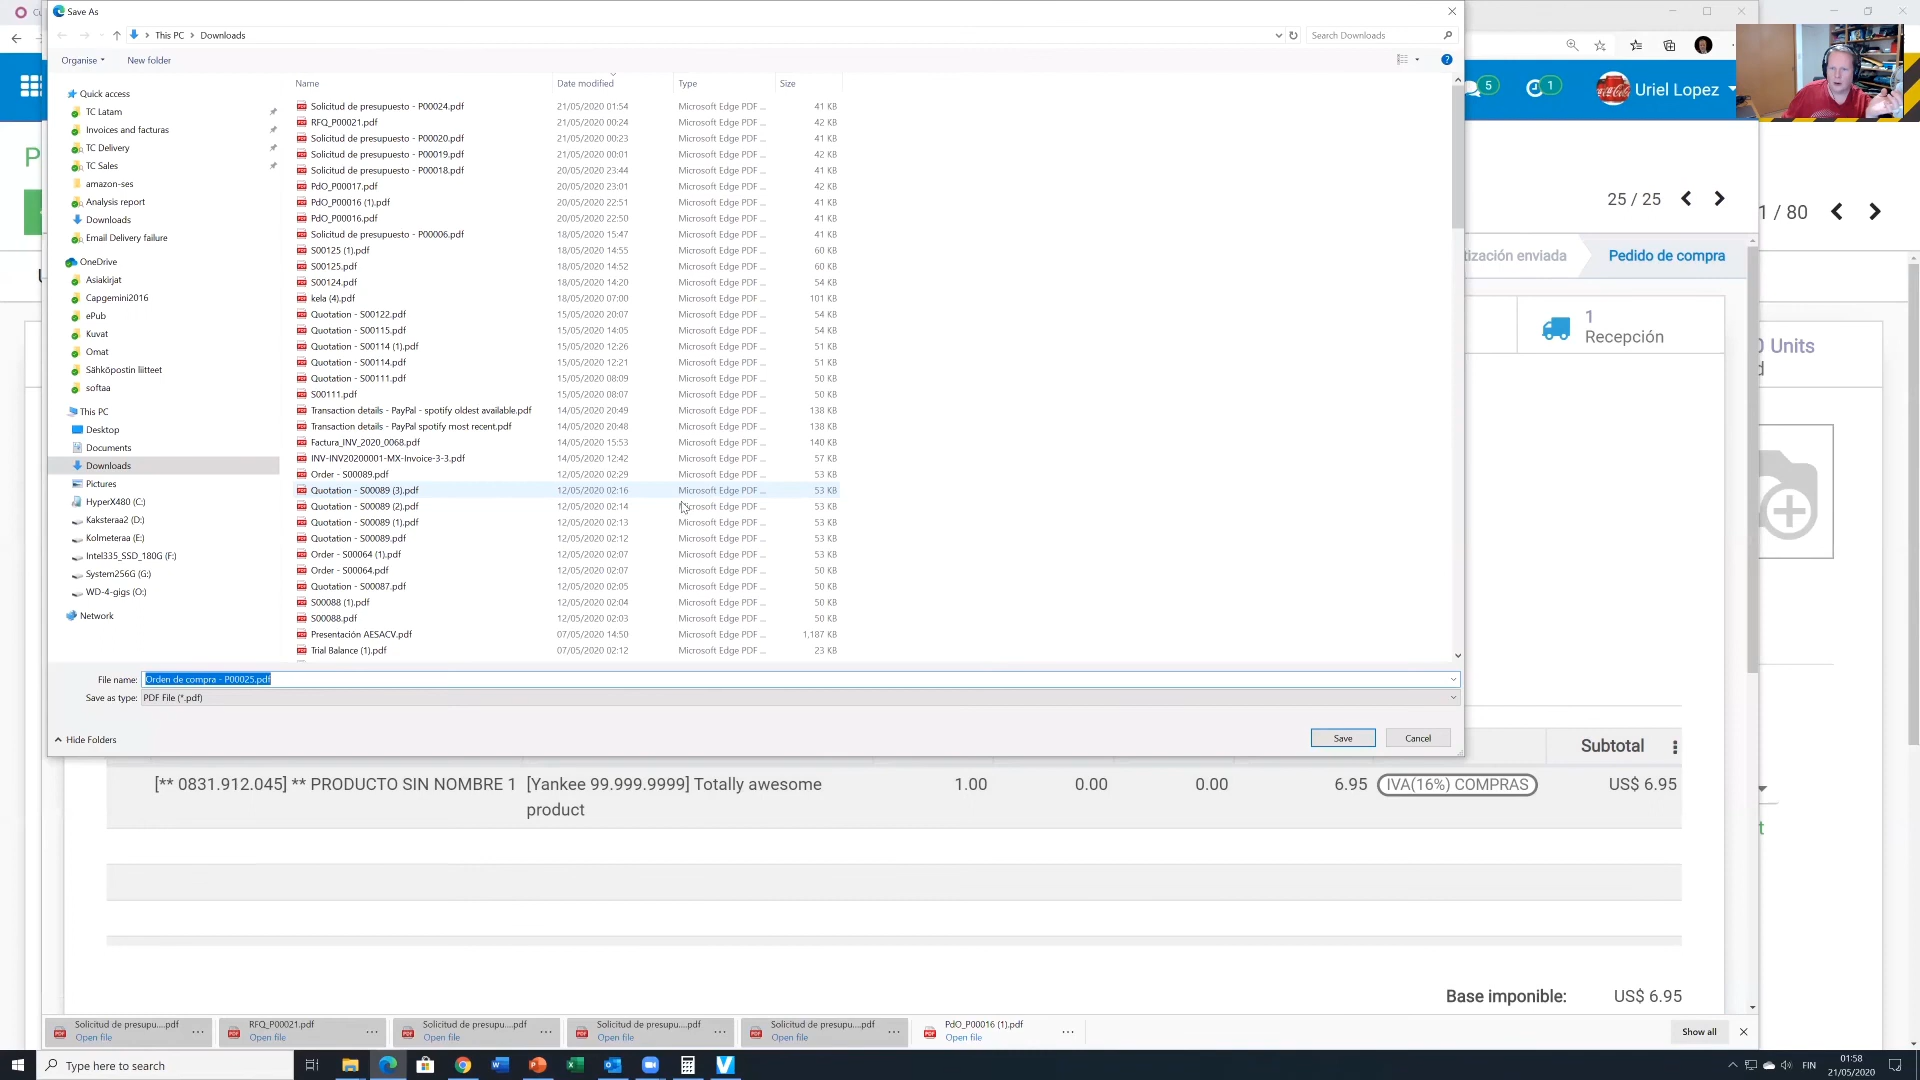 Save As
This PC > Downloads
Search Downloads
Organise
New folder
Name
Date modified
Type
Size
Quick access
TC Latam
Invoices and facturas
TC Delivery
TC Sales
amazon-ses
Analysis report
Downloads
Email Delivery failure
OneDrive
Asiakirjat
Capgemini2016
ePub
Kuvat
Omat
Sähköpostin liitteet
softaa
This PC
Desktop
Documents
Downloads
Pictures
HyperX480 (C:)
Kaksteraa2 (D:)
Kolmeteraa (E:)
Intel335_SSD_180G (F:)
System256G (G:)
WD-4-gigs (O:)
Network
Solicitud de presupuesto - P00024.pdf 21/05/2020 01:54 Microsoft Edge PDF ... 41 KB
RFQ_P00021.pdf 21/05/2020 00:24 Microsoft Edge PDF ... 42 KB
Solicitud de presupuesto - P00020.pdf 21/05/2020 00:23 Microsoft Edge PDF ... 41 KB
Solicitud de presupuesto - P00019.pdf 21/05/2020 00:01 Microsoft Edge PDF ... 42 KB
Solicitud de presupuesto - P00018.pdf 20/05/2020 23:44 Microsoft Edge PDF ... 41 KB
PdO_P00017.pdf 20/05/2020 23:01 Microsoft Edge PDF ... 42 KB
PdO_P00016 (1).pdf 20/05/2020 22:51 Microsoft Edge PDF ... 41 KB
PdO_P00016.pdf 20/05/2020 22:50 Microsoft Edge PDF ... 41 KB
Solicitud de presupuesto - P00006.pdf 18/05/2020 15:47 Microsoft Edge PDF ... 41 KB
S00125 (1).pdf 18/05/2020 14:55 Microsoft Edge PDF ... 60 KB
S00125.pdf 18/05/2020 14:52 Microsoft Edge PDF ... 60 KB
S00124.pdf 18/05/2020 14:20 Microsoft Edge PDF ... 54 KB
kela (4).pdf 18/05/2020 07:00 Microsoft Edge PDF ... 101 KB
Quotation - S00122.pdf 15/05/2020 20:07 Microsoft Edge PDF ... 54 KB
Quotation - S00115.pdf 15/05/2020 14:05 Microsoft Edge PDF ... 54 KB
Quotation - S00114 (1).pdf 15/05/2020 12:26 Microsoft Edge PDF ... 51 KB
Quotation - S00114.pdf 15/05/2020 12:21 Microsoft Edge PDF ... 51 KB
Quotation - S00111.pdf 15/05/2020 08:09 Microsoft Edge PDF ... 50 KB
S00111.pdf 15/05/2020 08:07 Microsoft Edge PDF ... 50 KB
Transaction details - PayPal - spotify oldest available.pdf 14/05/2020 20:49 Microsoft Edge PDF ... 138 KB
Transaction details - PayPal spotify most recent.pdf 14/05/2020 20:48 Microsoft Edge PDF ... 138 KB
Factura_INV_2020_0068.pdf 14/05/2020 15:53 Microsoft Edge PDF ... 140 KB
INV-INV20200001-MX-Invoice-3-3.pdf 14/05/2020 12:42 Microsoft Edge PDF ... 57 KB
Order - S00089.pdf 12/05/2020 02:29 Microsoft Edge PDF ... 53 KB
Quotation - S00089 (3).pdf 12/05/2020 02:16 Microsoft Edge PDF ... 53 KB
Quotation - S00089 (2).pdf 12/05/2020 02:14 Microsoft Edge PDF ... 53 KB
Quotation - S00089 (1).pdf 12/05/2020 02:13 Microsoft Edge PDF ... 53 KB
Quotation - S00089.pdf 12/05/2020 02:12 Microsoft Edge PDF ... 53 KB
Order - S00064 (1).pdf 12/05/2020 02:07 Microsoft Edge PDF ... 53 KB
Order - S00064.pdf 12/05/2020 02:07 Microsoft Edge PDF ... 50 KB
Quotation - S00087.pdf 12/05/2020 02:05 Microsoft Edge PDF ... 50 KB
S00088 (1).pdf 12/05/2020 02:04 Microsoft Edge PDF ... 50 KB
S00088.pdf 12/05/2020 02:03 Microsoft Edge PDF ... 50 KB
Presentación AESACV.pdf 07/05/2020 14:50 Microsoft Edge PDF ... 1,187 KB
Trial Balance (1).pdf 07/05/2020 02:12 Microsoft Edge PDF ... 23 KB
File name: Orden de compra - P00025.pdf
Save as type: PDF File (*.pdf)
Hide Folders
Save
Cancel
5
1
Uriel Lopez
25 / 25
1 / 80
tización enviada
Pedido de compra
1
Recepción
Units
Subtotal
[** 0831.912.045] ** PRODUCTO SIN NOMBRE 1 [Yankee 99.999.9999] Totally awesome 1.00 0.00 0.00 6.95 IVA(16%) COMPRAS US$ 6.95
product
Base imponible: US$ 6.95
Solicitud de presupu....pdf
Open file
RFQ_P00021.pdf
Open file
Solicitud de presupu....pdf
Open file
Solicitud de presupu....pdf
Open file
Solicitud de presupu....pdf
Open file
PdO_P00016 (1).pdf
Open file
Show all
Type here to search
FIN
01:58
21/05/2020